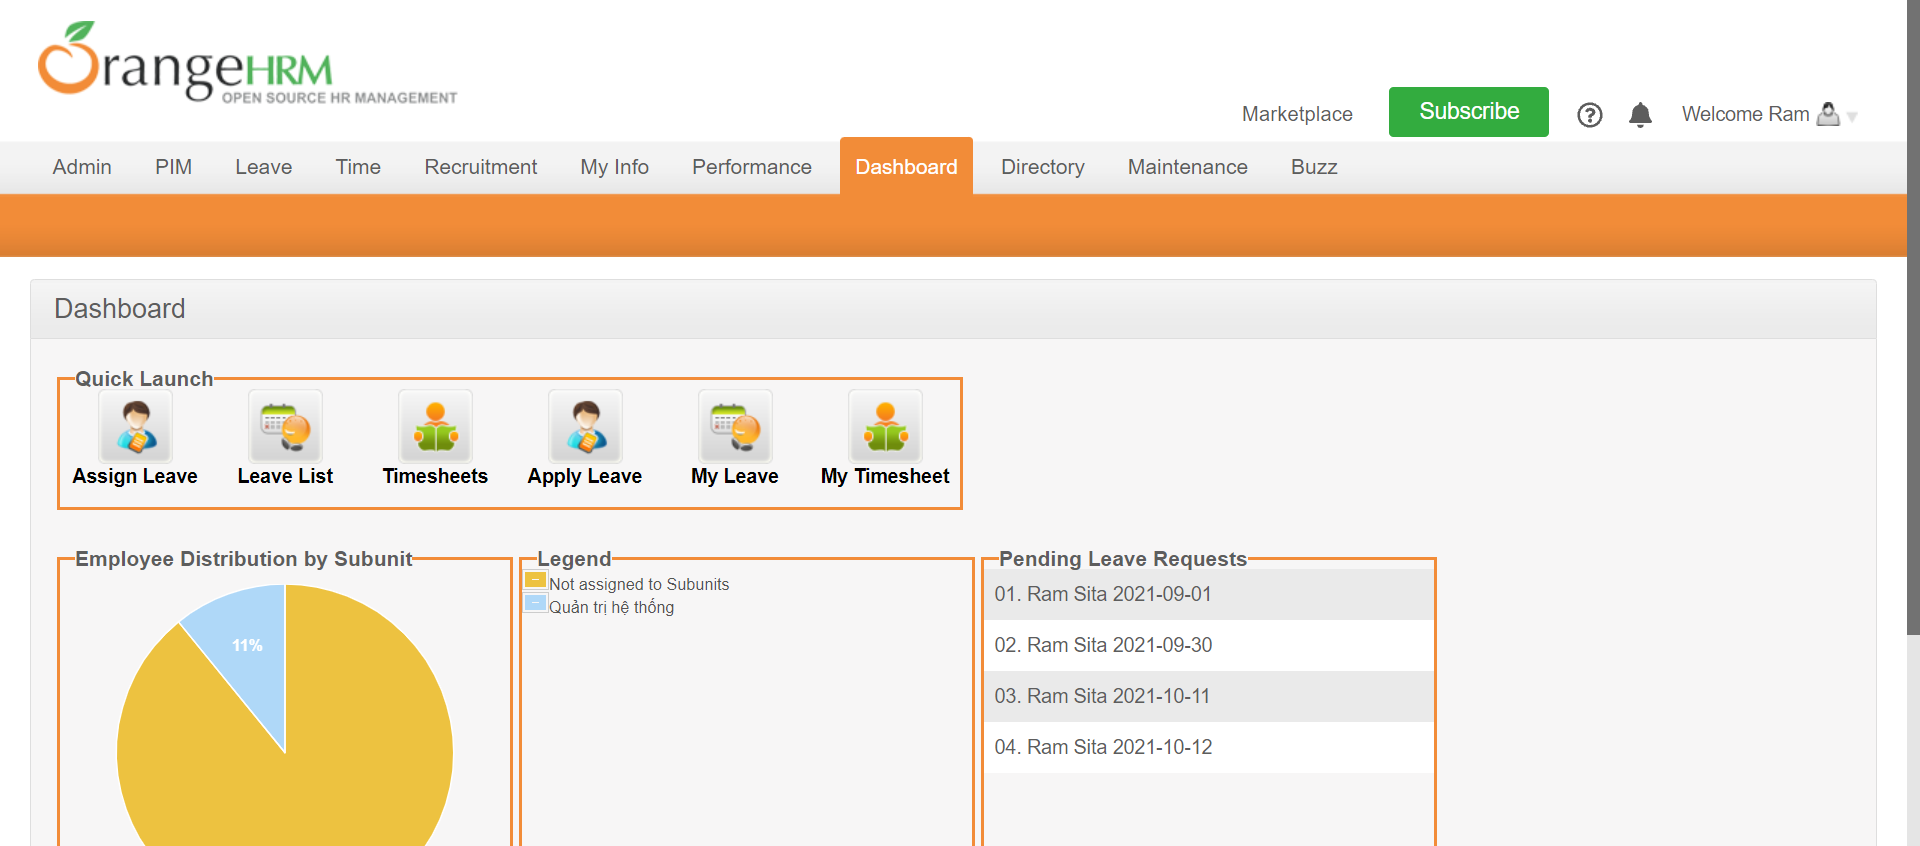 OrangeHRM
OPEN SOURCE HR MANAGEMENT
Marketplace
Subscribe
Welcome Ram
Admin
PIM
Leave
Time
Recruitment
My Info
Performance
Dashboard
Directory
Maintenance
Buzz
Dashboard
Quick Launch
Assign Leave
Leave List
Timesheets
Apply Leave
My Leave
My Timesheet
Employee Distribution by Subunit
11%
Legend
Not assigned to Subunits
Quản trị hệ thống
Pending Leave Requests
01. Ram Sita 2021-09-01
02. Ram Sita 2021-09-30
03. Ram Sita 2021-10-11
04. Ram Sita 2021-10-12